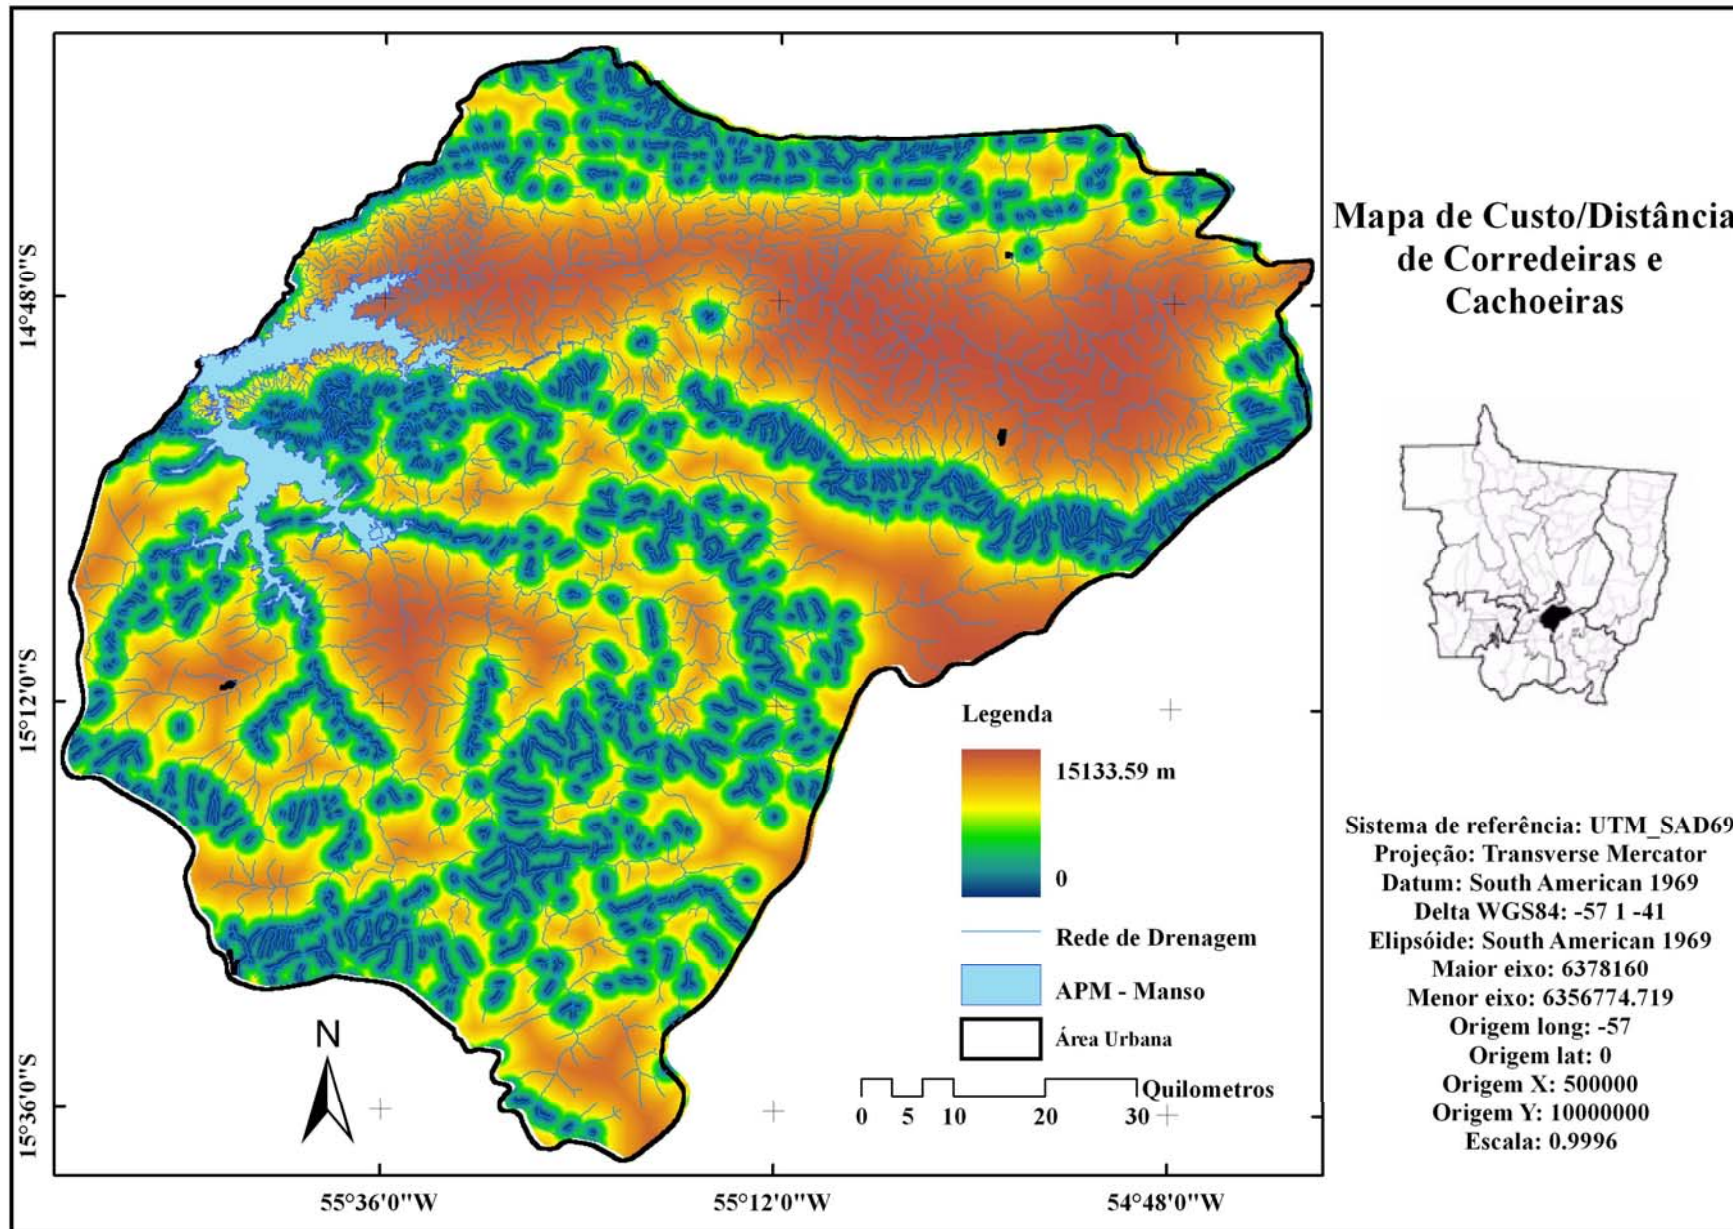 Mapa de Custo/Distância
de Corredeiras e
Cachoeiras
14°48'0"S
15°12'0"S
15°36'0"S
55°36'0"W
55°12'0"W
54°48'0"W
Legenda
15133.59 m
0
Rede de Drenagem
APM - Manso
Área Urbana
Quilometros
0 5 10 20 30
N
Sistema de referência: UTM_SAD69
Projeção: Transverse Mercator
Datum: South American 1969
Delta WGS84: -57 1 -41
Elipsóide: South American 1969
Maior eixo: 6378160
Menor eixo: 6356774.719
Origem long: -57
Origem lat: 0
Origem X: 500000
Origem Y: 10000000
Escala: 0.9996